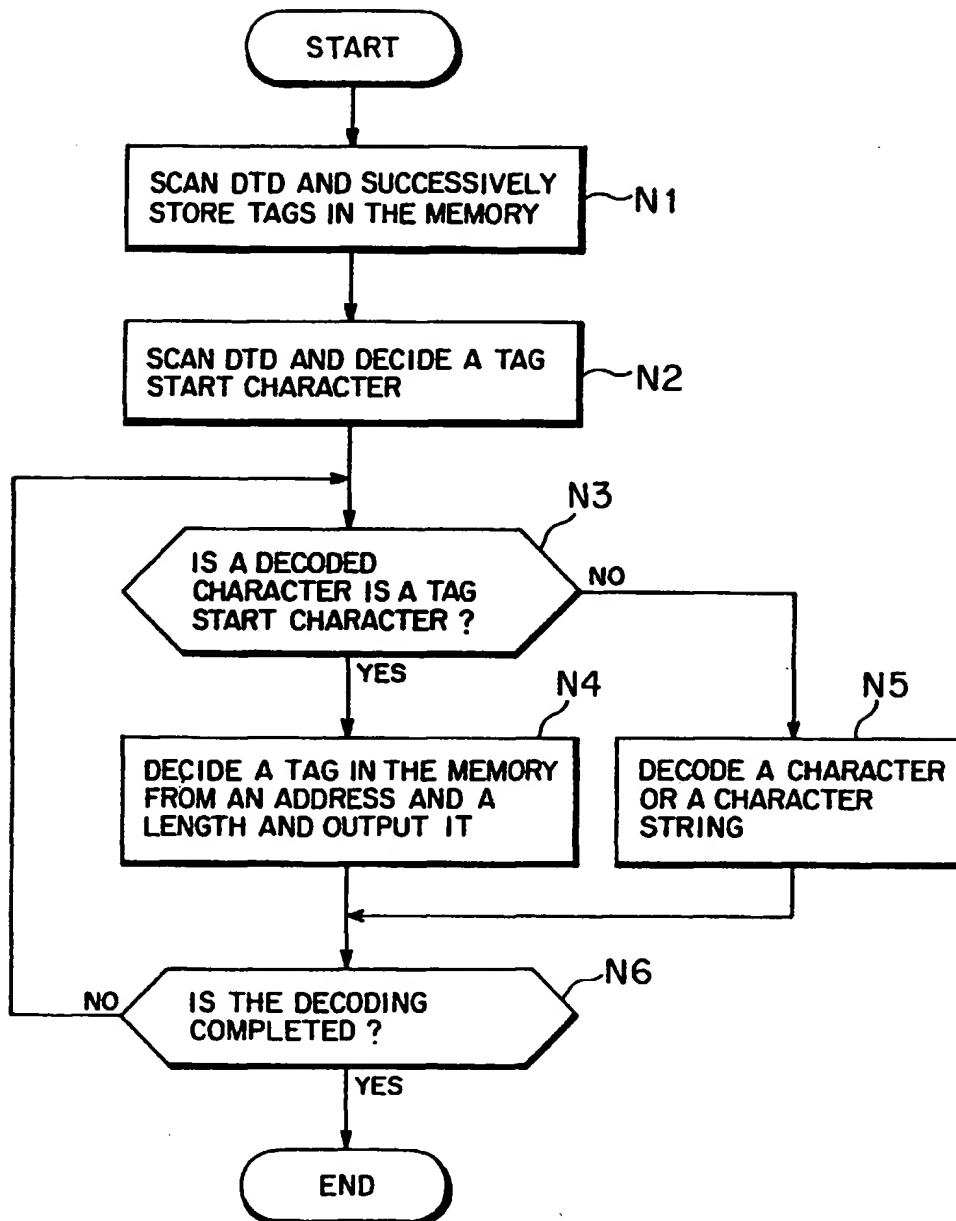 START
SCAN DTD AND SUCCESSIVELY
STORE TAGS IN THE MEMORY
N1
SCAN DTD AND DECIDE A TAG
START CHARACTER
N2
N3
IS A DECODED
CHARACTER IS A TAG
START CHARACTER ?
NO
YES
N4
DECIDE A TAG IN THE MEMORY
FROM AN ADDRESS AND A
LENGTH AND OUTPUT IT
N5
DECODE A CHARACTER
OR A CHARACTER
STRING
N6
IS THE DECODING
COMPLETED ?
NO
YES
END